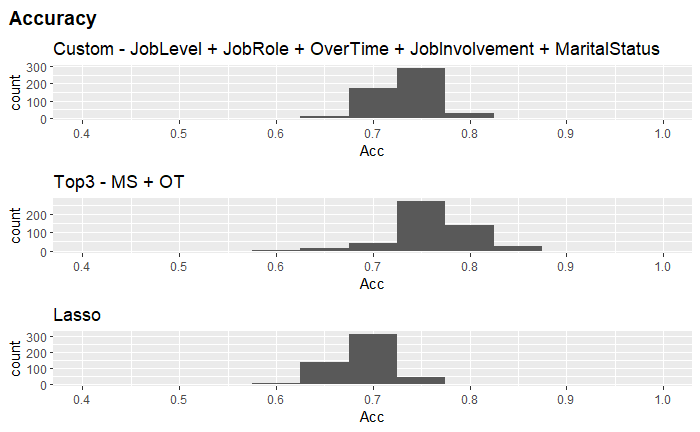 Accuracy
Custom - JobLevel + JobRole + OverTime + JobInvolvement + MaritalStatus
count
300
200
100
0
0.4 0.5 0.6 0.7 0.8 0.9 1.0
Acc
Top3 - MS + OT
count
200
100
0
0.4 0.5 0.6 0.7 0.8 0.9 1.0
Acc
Lasso
count
300
200
100
0
0.4 0.5 0.6 0.7 0.8 0.9 1.0
Acc